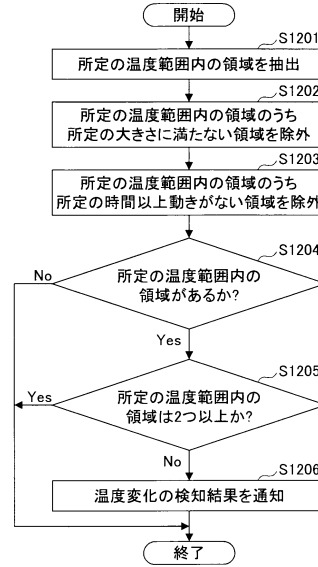 開始
S1201
所定の温度範囲内の領域を抽出
S1202
所定の温度範囲内の領域のうち
所定の大きさに満たない領域を除外
S1203
所定の温度範囲内の領域のうち
所定の時間以上動きがない領域を除外
S1204
所定の温度範囲内の
領域があるか?
No
Yes
S1205
所定の温度範囲内の
領域は2つ以上か?
Yes
No
S1206
温度変化の検知結果を通知
終了